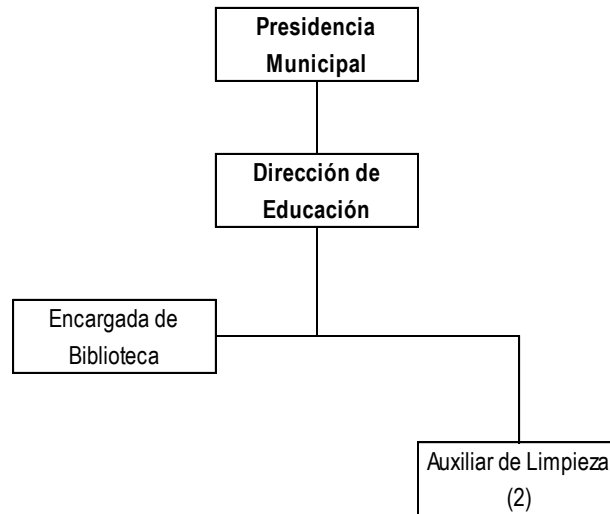 Presidencia
Municipal
Dirección de
Educación
Encargada de
Biblioteca
Auxiliar de Limpieza
(2)